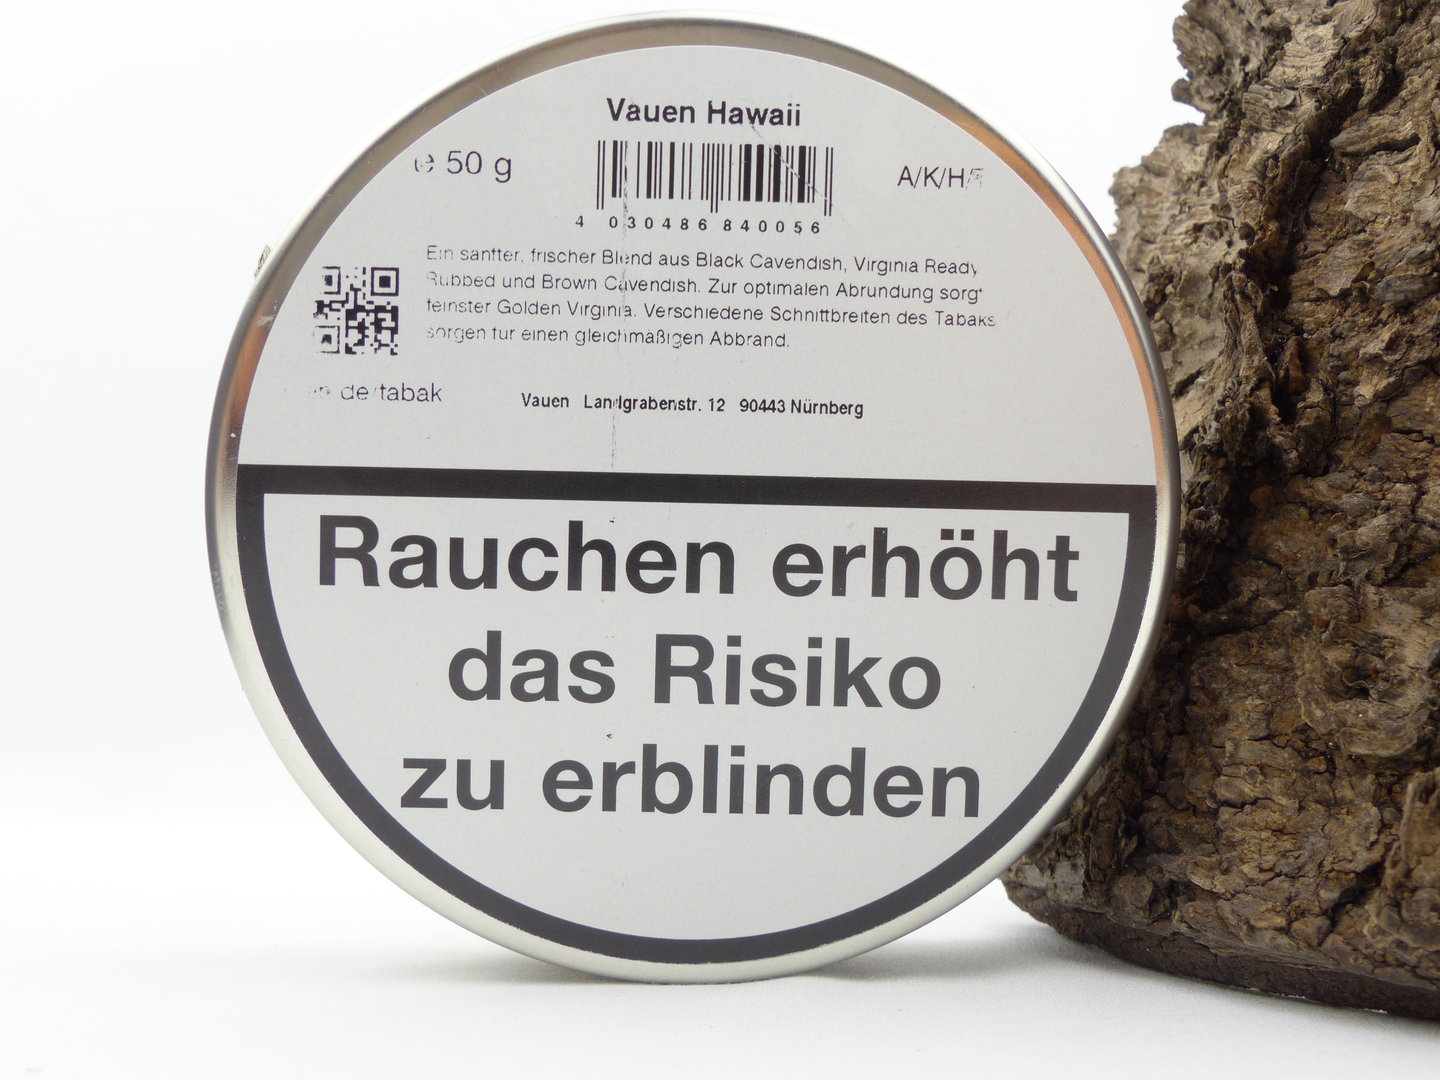 Vauen Hawaii
e 50 g
A/K/H/
4 030486 840056
Ein sanfter, frischer Blend aus Black Cavendish, Virginia Ready
Rubbed und Brown Cavendish. Zur optimalen Abrundung sorgt
feinster Golden Virginia. Verschiedene Schnittbreiten des Tabaks
sorgen für einen gleichmäßigen Abbrand.
de/tabak
Vauen Landgrabenstr. 12 90443 Nürnberg
Rauchen erhöht
das Risiko
zu erblinden